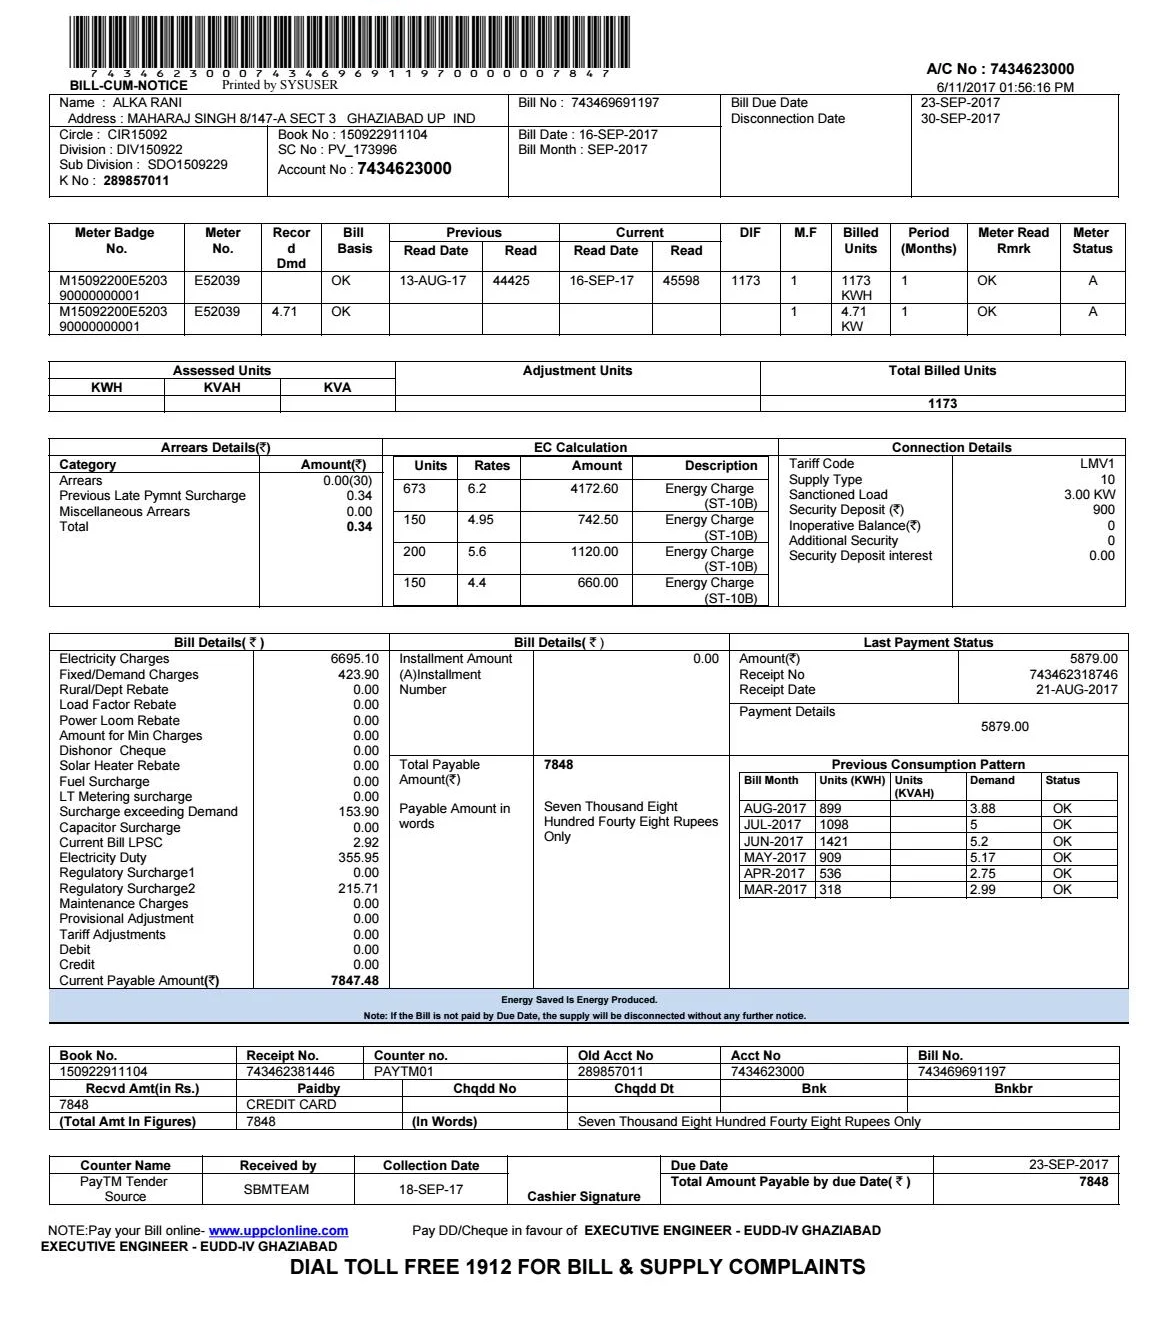 7 4 3 4 6 2 3 0 0 0 7 4 3 4 6 9 6 9 1 1 9 7 0 0 0 0 0 0 7 8 4 7
BILL-CUM-NOTICE Printed by SYSUSER
A/C No : 7434623000
6/11/2017 01:56:16 PM
Name : ALKA RANI
Address : MAHARAJ SINGH 8/147-A SECT 3 GHAZIABAD UP IND
Bill No : 743469691197
Bill Due Date 23-SEP-2017
Disconnection Date 30-SEP-2017
Circle : CIR15092
Division : DIV150922
Sub Division : SDO1509229
K No : 289857011
Book No : 150922911104
SC No : PV_173996
Account No : 7434623000
Bill Date : 16-SEP-2017
Bill Month : SEP-2017
Meter Badge No. Meter No. Recor d Dmd Bill Basis Previous Current DIF M.F Billed Units Period (Months) Meter Read Rmrk Meter Status
Read Date Read Read Date Read
M15092200E5203 E52039 OK 13-AUG-17 44425 16-SEP-17 45598 1173 1 1173 1 OK A
90000000001 KWH
M15092200E5203 E52039 4.71 OK 1 4.71 1 OK A
90000000001 KW
Assessed Units Adjustment Units Total Billed Units
KWH KVAH KVA
1173
Arrears Details(₹)
Category Amount(₹)
Arrears 0.00(30)
Previous Late Pymnt Surcharge 0.34
Miscellaneous Arrears 0.00
Total 0.34
EC Calculation
Units Rates Amount Description
673 6.2 4172.60 Energy Charge
(ST-10B)
150 4.95 742.50 Energy Charge
(ST-10B)
200 5.6 1120.00 Energy Charge
(ST-10B)
150 4.4 660.00 Energy Charge
(ST-10B)
Connection Details
Tariff Code LMV1
Supply Type 10
Sanctioned Load 3.00 KW
Security Deposit (₹) 900
Inoperative Balance(₹) 0
Additional Security 0
Security Deposit interest 0.00
Bill Details( ₹ )
Electricity Charges 6695.10
Fixed/Demand Charges 423.90
Rural/Dept Rebate 0.00
Load Factor Rebate 0.00
Power Loom Rebate 0.00
Amount for Min Charges 0.00
Dishonor Cheque 0.00
Solar Heater Rebate 0.00
Fuel Surcharge 0.00
LT Metering surcharge 0.00
Surcharge exceeding Demand 153.90
Capacitor Surcharge 0.00
Current Bill LPSC 2.92
Electricity Duty 355.95
Regulatory Surcharge1 0.00
Regulatory Surcharge2 215.71
Maintenance Charges 0.00
Provisional Adjustment 0.00
Tariff Adjustments 0.00
Debit 0.00
Credit 0.00
Current Payable Amount(₹) 7847.48
Bill Details( ₹ )
Installment Amount 0.00
(A)Installment
Number
Total Payable 7848
Amount(₹)
Payable Amount in
words
Seven Thousand Eight
Hundred Fourty Eight Rupees
Only
Last Payment Status
Amount(₹) 5879.00
Receipt No 743462318746
Receipt Date 21-AUG-2017
Payment Details
5879.00
Previous Consumption Pattern
Bill Month Units (KWH) Units (KVAH) Demand Status
AUG-2017 899 3.88 OK
JUL-2017 1098 5 OK
JUN-2017 1421 5.2 OK
MAY-2017 909 5.17 OK
APR-2017 536 2.75 OK
MAR-2017 318 2.99 OK
Energy Saved Is Energy Produced.
Note: If the Bill is not paid by Due Date, the supply will be disconnected without any further notice.
Book No. Receipt No. Counter no. Old Acct No Acct No Bill No.
150922911104 743462381446 PAYTM01 289857011 7434623000 743469691197
Recvd Amt(in Rs.) Paidby Chqdd No Chqdd Dt Bnk Bnkbr
7848 CREDIT CARD
(Total Amt In Figures) 7848 (In Words) Seven Thousand Eight Hundred Fourty Eight Rupees Only
Counter Name Received by Collection Date
PayTM Tender
Source
SBMTEAM 18-SEP-17
Cashier Signature
Due Date 23-SEP-2017
Total Amount Payable by due Date( ₹ ) 7848
NOTE:Pay your Bill online- www.uppclonline.com Pay DD/Cheque in favour of EXECUTIVE ENGINEER - EUDD-IV GHAZIABAD
EXECUTIVE ENGINEER - EUDD-IV GHAZIABAD
DIAL TOLL FREE 1912 FOR BILL & SUPPLY COMPLAINTS